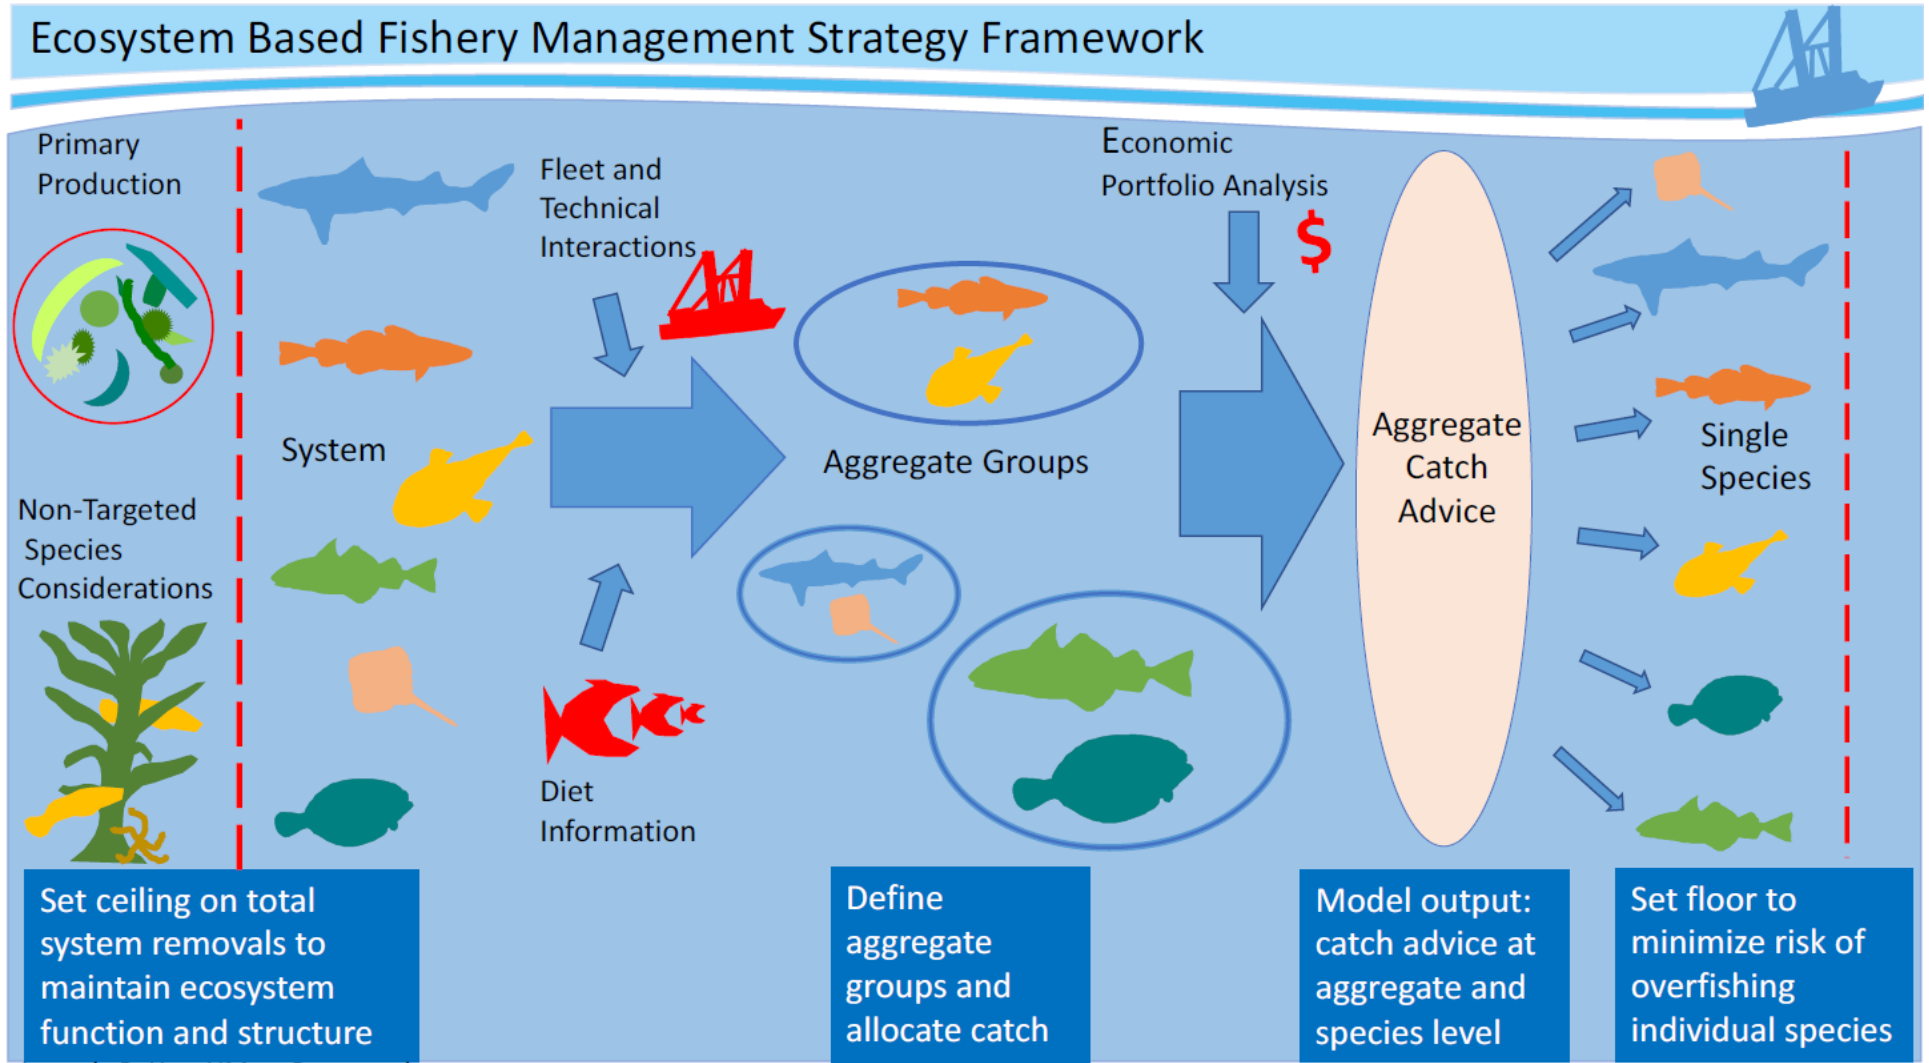 Ecosystem Based Fishery Management Strategy Framework
Primary
Production
Non-Targeted
Species
Considerations
System
Fleet and
Technical
Interactions
Diet
Information
Aggregate Groups
Economic
Portfolio Analysis
$
Aggregate
Catch
Advice
Single
Species
Set ceiling on total
system removals to
maintain ecosystem
function and structure
Define
aggregate
groups and
allocate catch
Model output:
catch advice at
aggregate and
species level
Set floor to
minimize risk of
overfishing
individual species